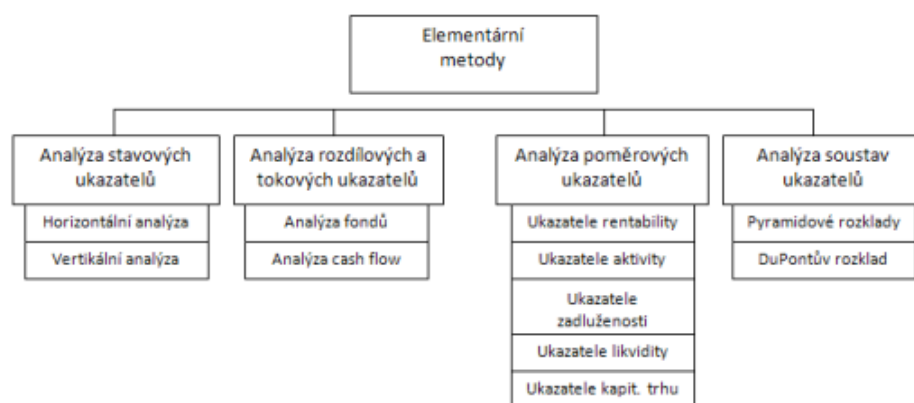 Elementární
metody
Analýza stavových
ukazatelů
Horizontální analýza
Vertikální analýza
Analýza rozdílových a
tokových ukazatelů
Analýza fondů
Analýza cash flow
Analýza poměrových
ukazatelů
Ukazatele rentability
Ukazatele aktivity
Ukazatele
zadluženosti
Ukazatele likvidity
Ukazatele kapit. trhu
Analýza soustav
ukazatelů
Pyramidové rozklady
DuPontův rozklad